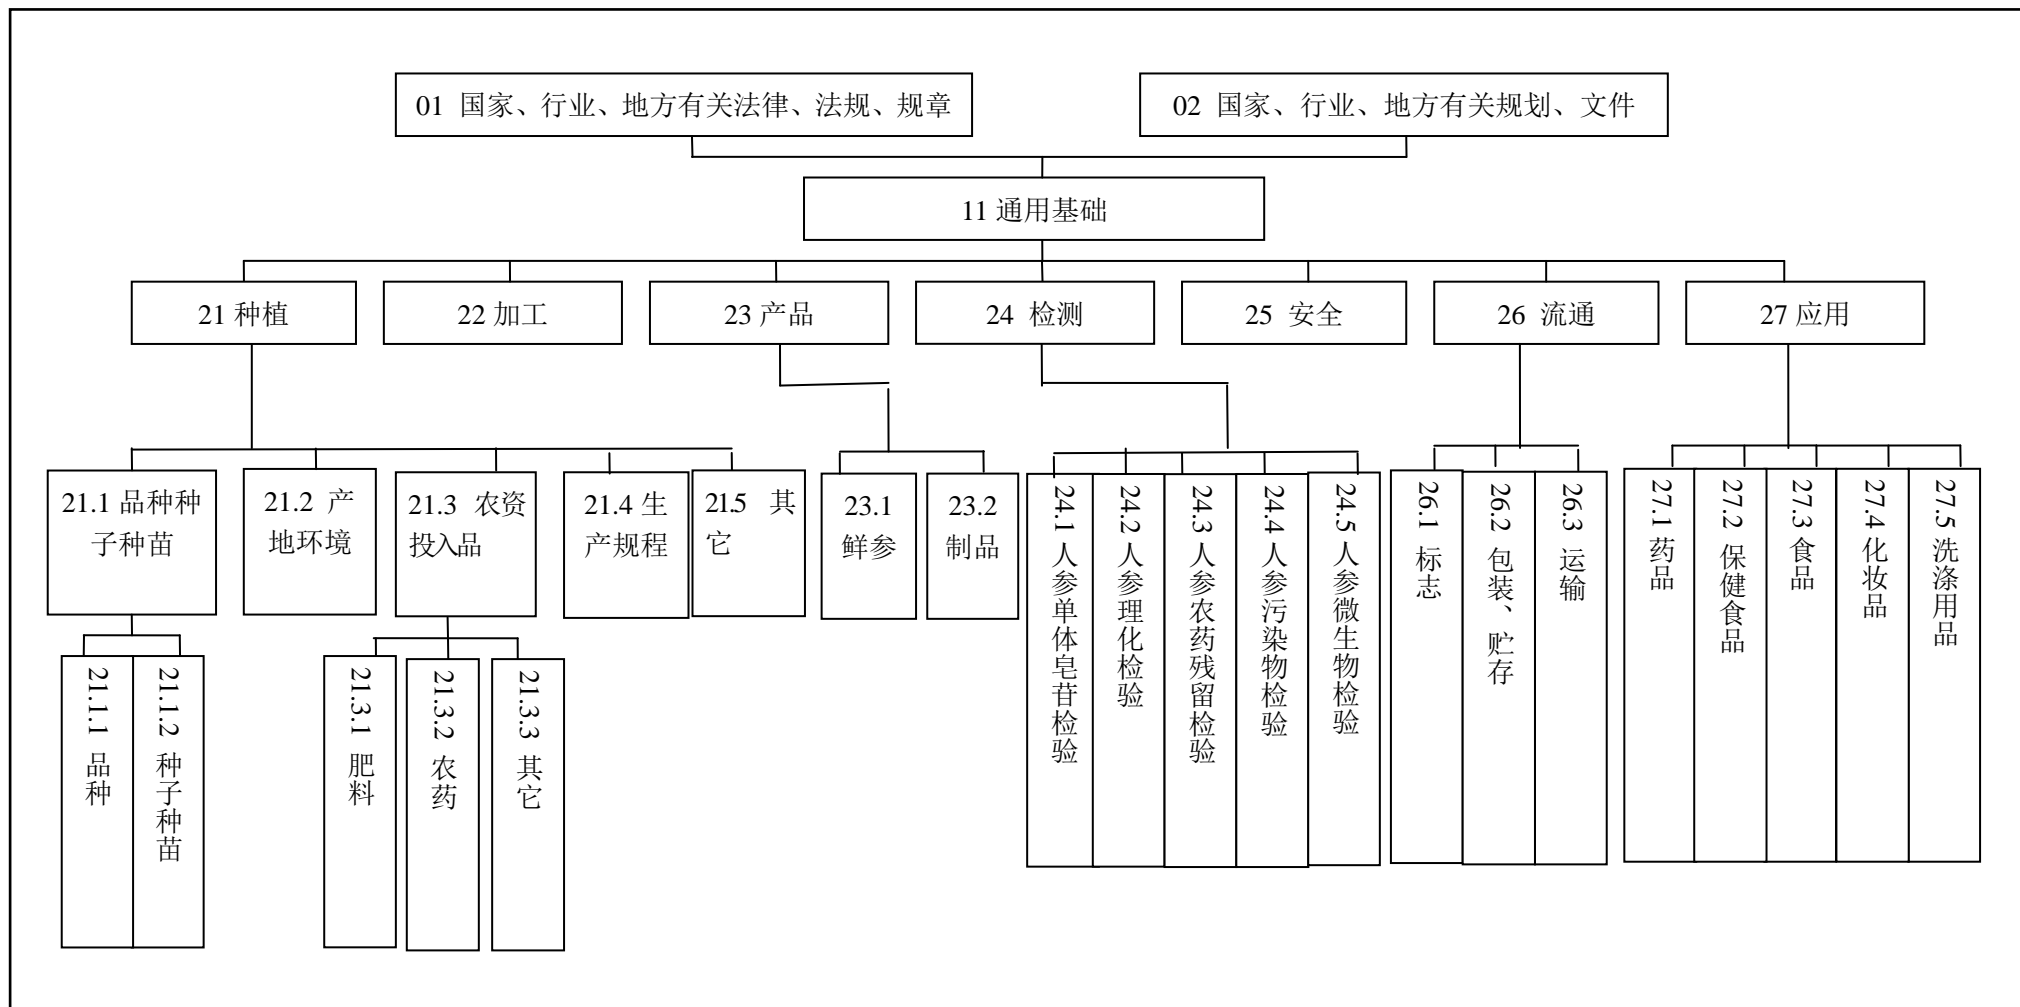 01 国家、行业、地方有关法律、法规、规章
02 国家、行业、地方有关规划、文件
11 通用基础
21 种植
22 加工
23 产品
24 检测
25 安全
26 流通
27 应用
21.1 品种种
子种苗
21.2 产
地环境
21.3 农资
投入品
21.4 生
产规程
21.5 其
它
23.1
鲜参
23.2
制品
24.1 人参单体皂苷检验
24.2 人参理化检验
24.3 人参农药残留检验
24.4 人参污染物检验
24.5 人参微生物检验
26.1 标志
26.2 包装、贮存
26.3 运输
27.1 药品
27.2 保健食品
27.3 食品
27.4 化妆品
27.5 洗涤用品
21.1.1 品种
21.1.2 种子种苗
21.3.1 肥料
21.3.2 农药
21.3.3 其它